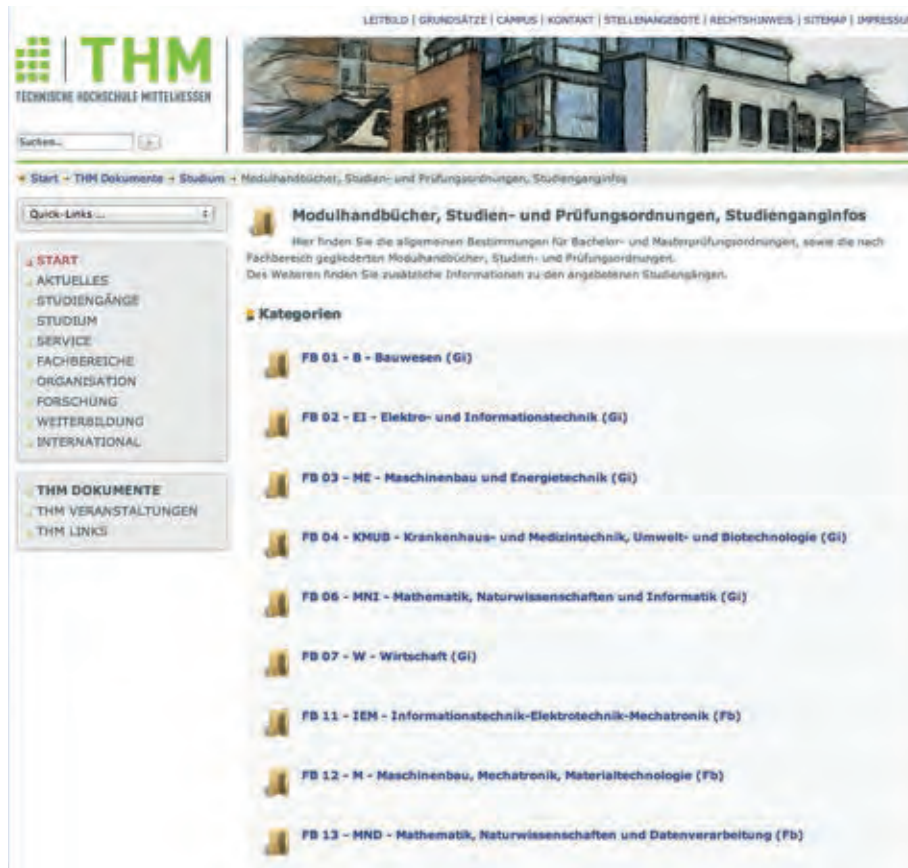 LEITBILD | GRUNDSÄTZE | CAMPUS | KONTAKT | STELLENANGEBOTE | RECHTSHINWEIS | SITEMAP | IMPRESSU
THM
TECHNISCHE HOCHSCHULE MITTELHESSEN
Suchen...
Start → THM Dokumente → Studium → Modulhandbücher, Studien- und Prüfungsordnungen, Studienganginfos
Quick-Links ...
START
AKTUELLES
STUDIENGÄNGE
STUDIUM
SERVICE
FACHBEREICHE
ORGANISATION
FORSCHUNG
WEITERBILDUNG
INTERNATIONAL
THM DOKUMENTE
THM VERANSTALTUNGEN
THM LINKS
Modulhandbücher, Studien- und Prüfungsordnungen, Studienganginfos
Hier finden Sie die allgemeinen Bestimmungen für Bachelor- und Masterprüfungsordnungen, sowie die nach
Fachbereich gegliederten Modulhandbücher, Studien- und Prüfungsordnungen.
Des Weiteren finden Sie zusätzliche Informationen zu den angebotenen Studiengängen.
Kategorien
FB 01 - B - Bauwesen (Gi)
FB 02 - EI - Elektro- und Informationstechnik (Gi)
FB 03 - ME - Maschinenbau und Energietechnik (Gi)
FB 04 - KMUB - Krankenhaus- und Medizintechnik, Umwelt- und Biotechnologie (Gi)
FB 06 - MNI - Mathematik, Naturwissenschaften und Informatik (Gi)
FB 07 - W - Wirtschaft (Gi)
FB 11 - IEM - Informationstechnik-Elektrotechnik-Mechatronik (Fb)
FB 12 - M - Maschinenbau, Mechatronik, Materialtechnologie (Fb)
FB 13 - MND - Mathematik, Naturwissenschaften und Datenverarbeitung (Fb)